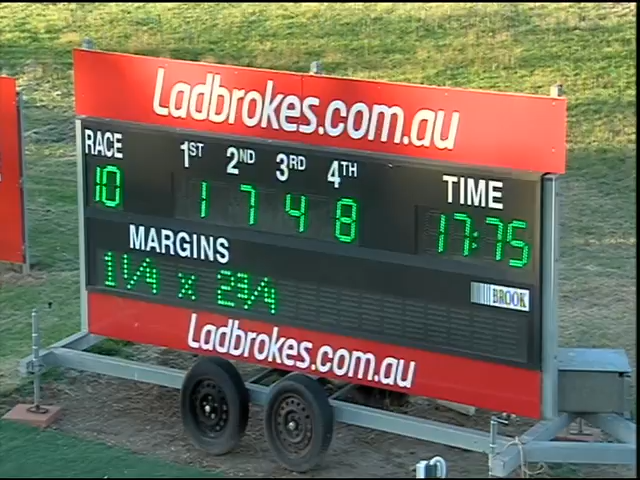 Ladbrokes.com.au
RACE 1ST 2ND 3RD 4TH TIME
10 1 7 4 8 17:75
MARGINS
1 1/4 x 2 3/4
BROOK
Ladbrokes.com.au